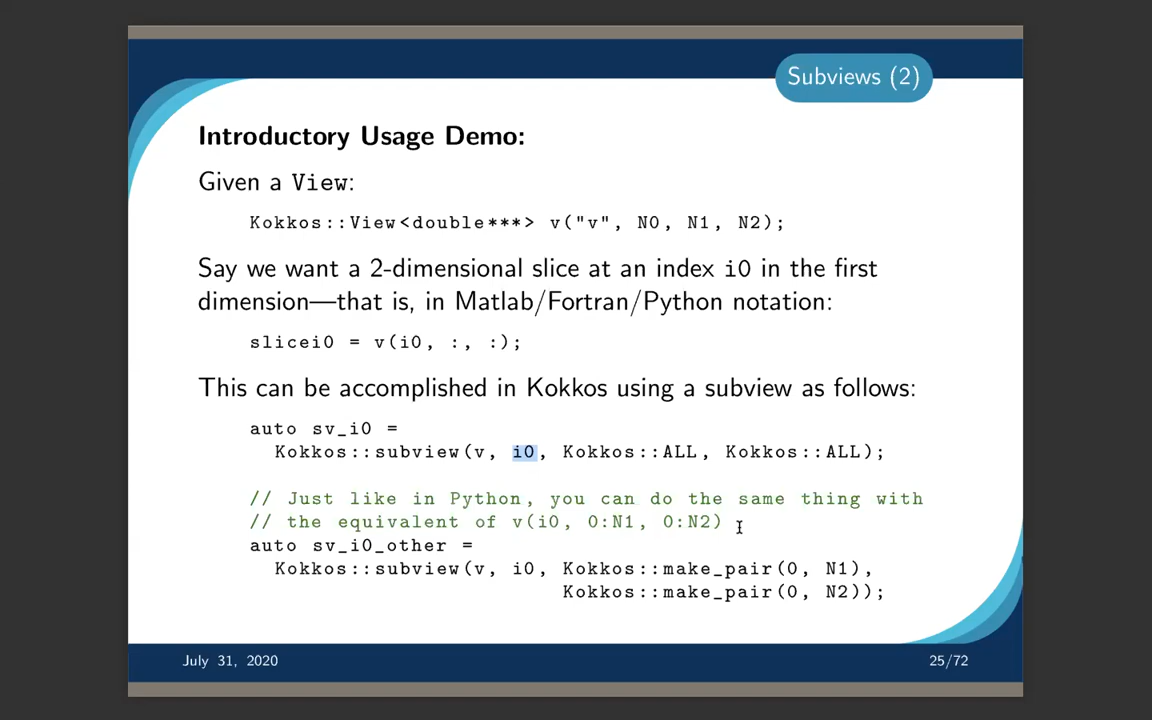 Subviews (2)
Introductory Usage Demo:
Given a View:
Kokkos::View<double***> v("v", N0, N1, N2);
Say we want a 2-dimensional slice at an index i0 in the first
dimension—that is, in Matlab/Fortran/Python notation:
slicei0 = v(i0, :, :);
This can be accomplished in Kokkos using a subview as follows:
auto sv_i0 =
Kokkos::subview(v, i0, Kokkos::ALL, Kokkos::ALL);
// Just like in Python, you can do the same thing with
// the equivalent of v(i0, 0:N1, 0:N2)
auto sv_i0_other =
Kokkos::subview(v, i0, Kokkos::make_pair(0, N1),
Kokkos::make_pair(0, N2));
July 31, 2020
25/72